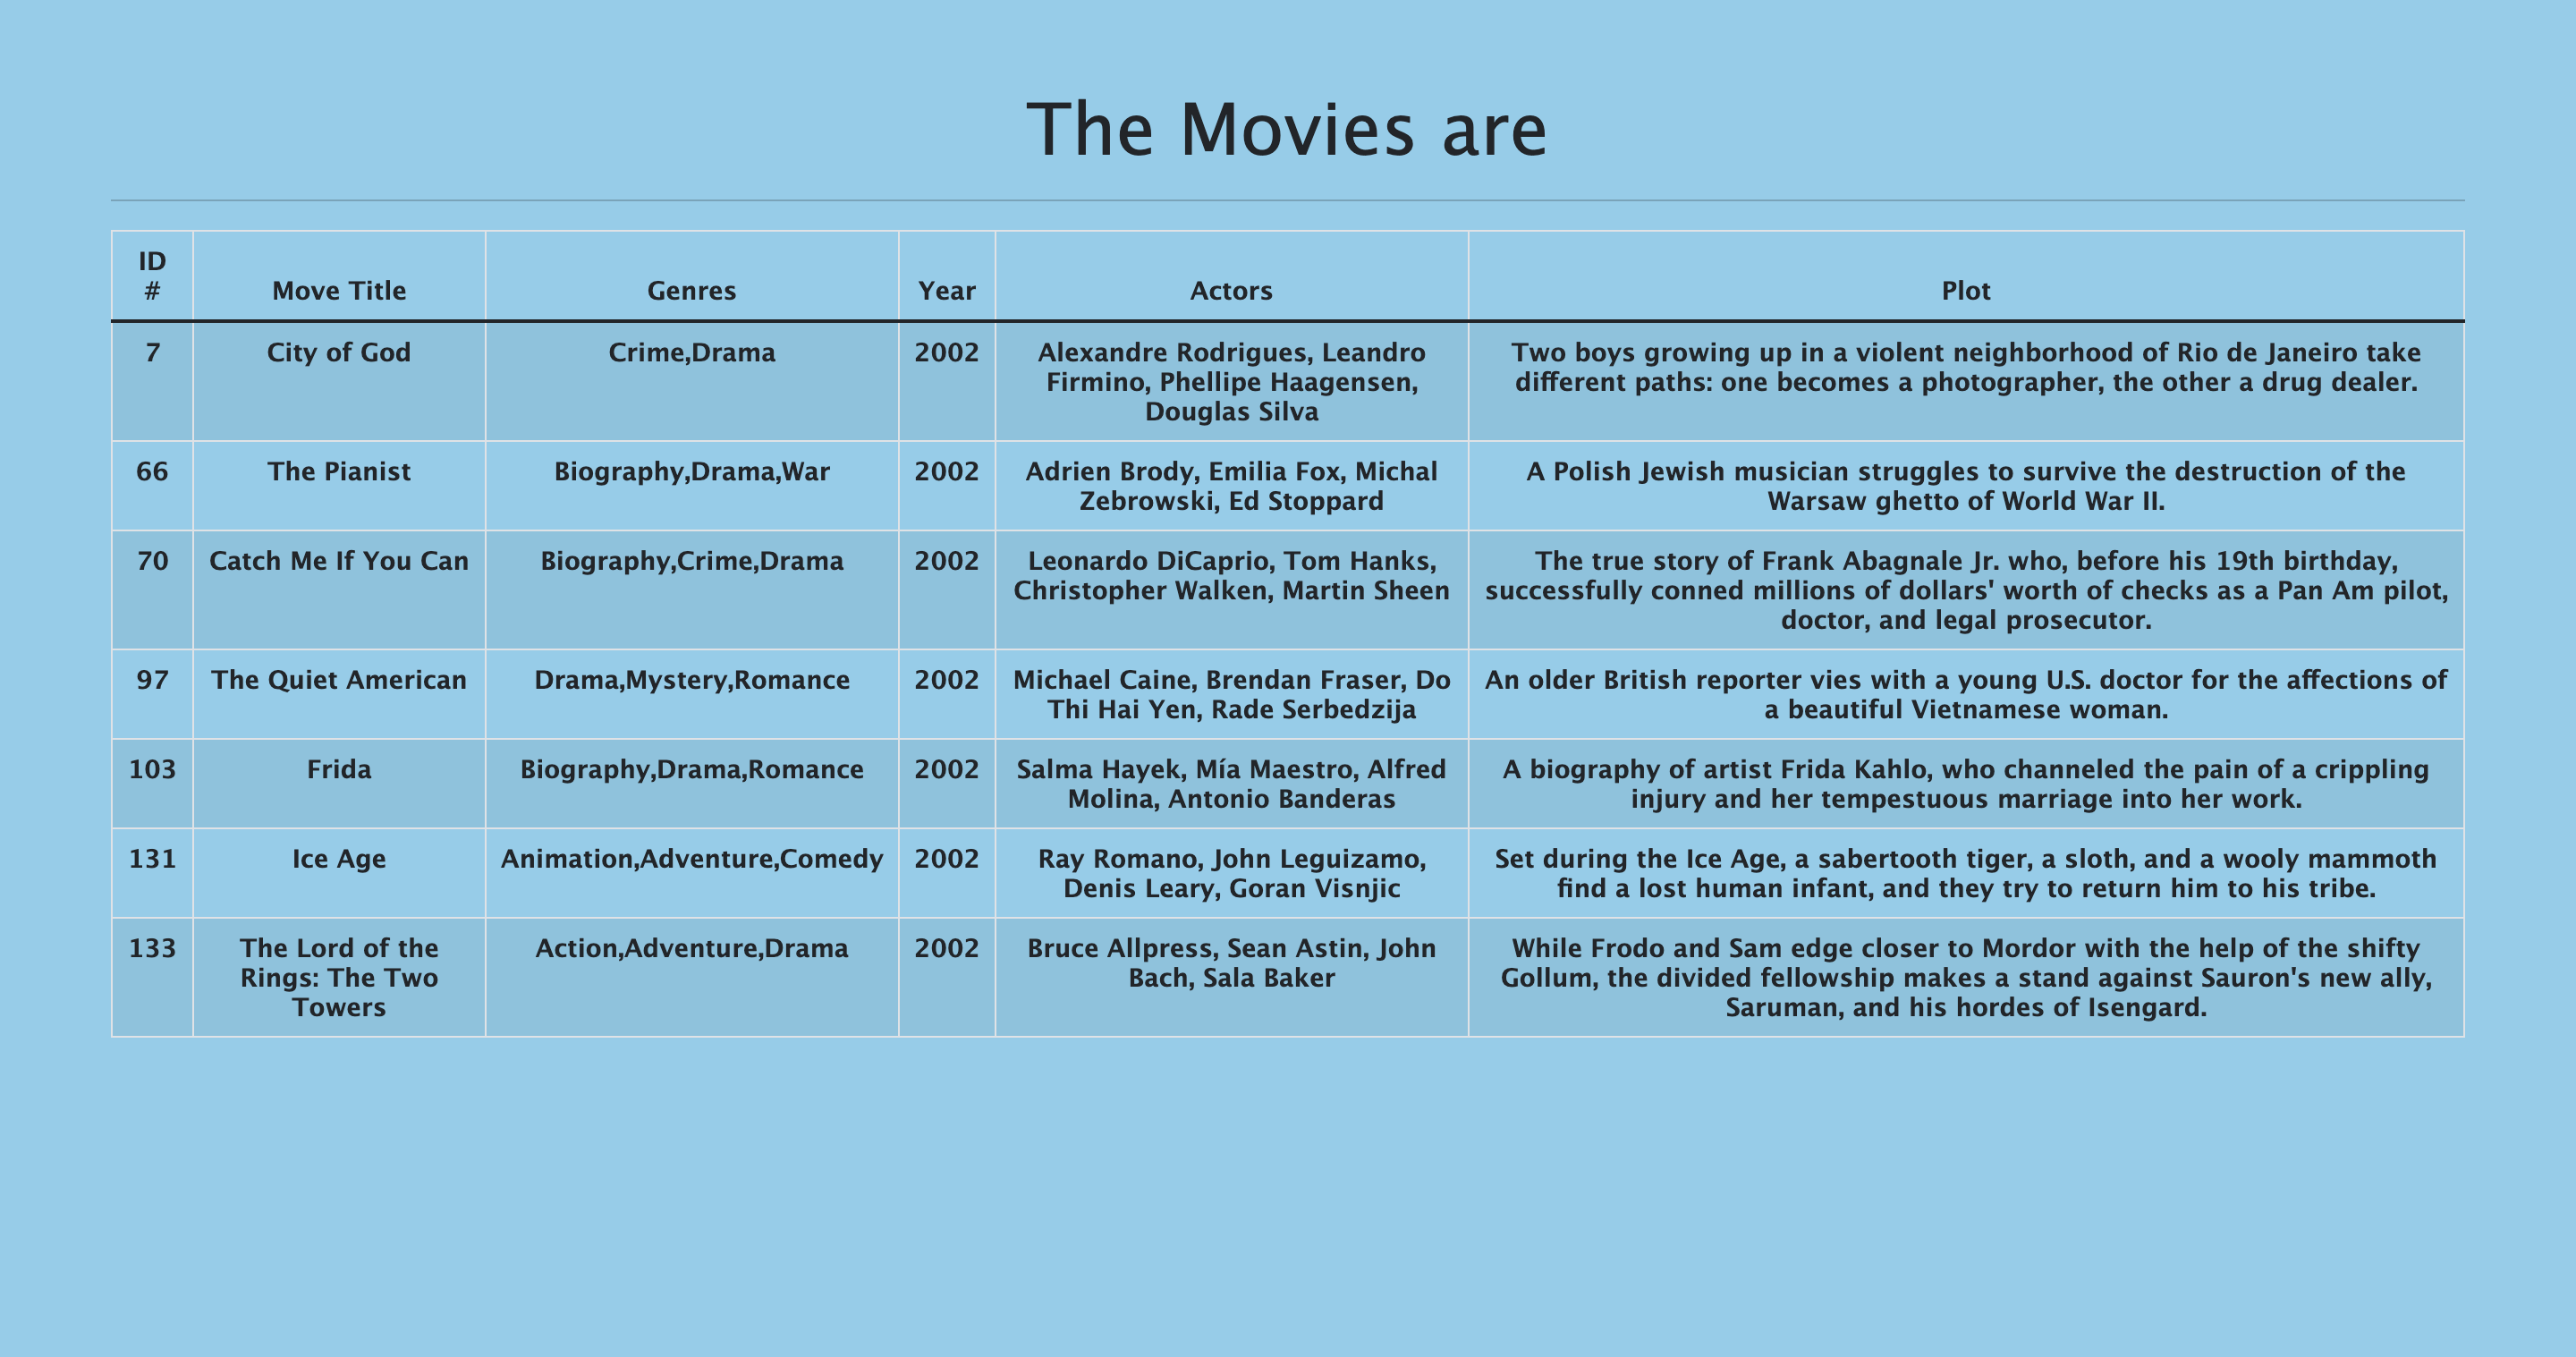 The Movies are
ID
#
Move Title
Genres
Year
Actors
Plot
7
City of God
Crime,Drama
2002
Alexandre Rodrigues, Leandro
Firmino, Phellipe Haagensen,
Douglas Silva
Two boys growing up in a violent neighborhood of Rio de Janeiro take
different paths: one becomes a photographer, the other a drug dealer.
66
The Pianist
Biography,Drama,War
2002
Adrien Brody, Emilia Fox, Michal
Zebrowski, Ed Stoppard
A Polish Jewish musician struggles to survive the destruction of the
Warsaw ghetto of World War II.
70
Catch Me If You Can
Biography,Crime,Drama
2002
Leonardo DiCaprio, Tom Hanks,
Christopher Walken, Martin Sheen
The true story of Frank Abagnale Jr. who, before his 19th birthday,
successfully conned millions of dollars' worth of checks as a Pan Am pilot,
doctor, and legal prosecutor.
97
The Quiet American
Drama,Mystery,Romance
2002
Michael Caine, Brendan Fraser, Do
Thi Hai Yen, Rade Serbedzija
An older British reporter vies with a young U.S. doctor for the affections of
a beautiful Vietnamese woman.
103
Frida
Biography,Drama,Romance
2002
Salma Hayek, Mía Maestro, Alfred
Molina, Antonio Banderas
A biography of artist Frida Kahlo, who channeled the pain of a crippling
injury and her tempestuous marriage into her work.
131
Ice Age
Animation,Adventure,Comedy
2002
Ray Romano, John Leguizamo,
Denis Leary, Goran Visnjic
Set during the Ice Age, a sabertooth tiger, a sloth, and a wooly mammoth
find a lost human infant, and they try to return him to his tribe.
133
The Lord of the
Rings: The Two
Towers
Action,Adventure,Drama
2002
Bruce Allpress, Sean Astin, John
Bach, Sala Baker
While Frodo and Sam edge closer to Mordor with the help of the shifty
Gollum, the divided fellowship makes a stand against Sauron's new ally,
Saruman, and his hordes of Isengard.